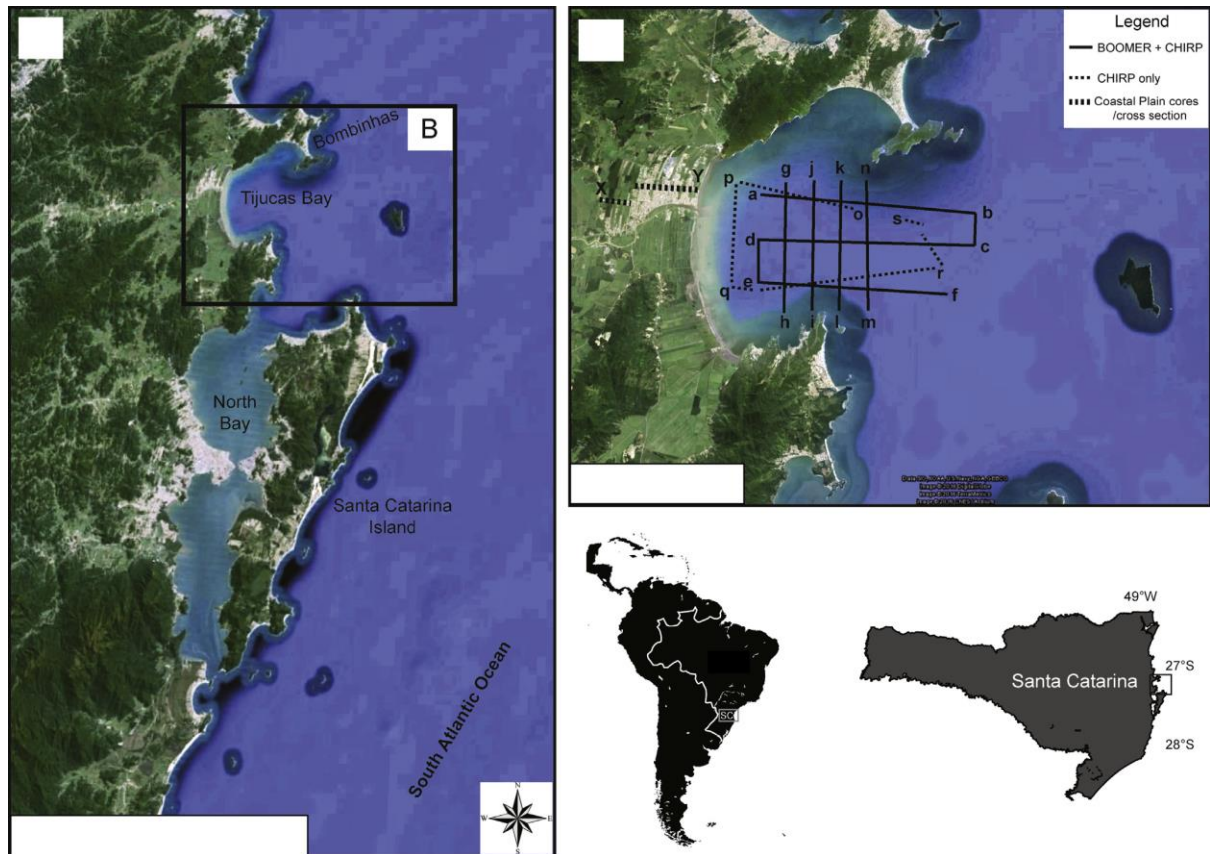 B
Bombinhas
Tijucas Bay
North
Bay
Santa Catarina
Island
South Atlantic Ocean
N
W
E
S
Legend
BOOMER + CHIRP
CHIRP only
Coastal Plain cores
/cross section
X
Y
p
g
j
k
n
a
o
s
b
d
c
e
r
q
f
h
i
l
m
SC
49°W
27°S
Santa Catarina
28°S